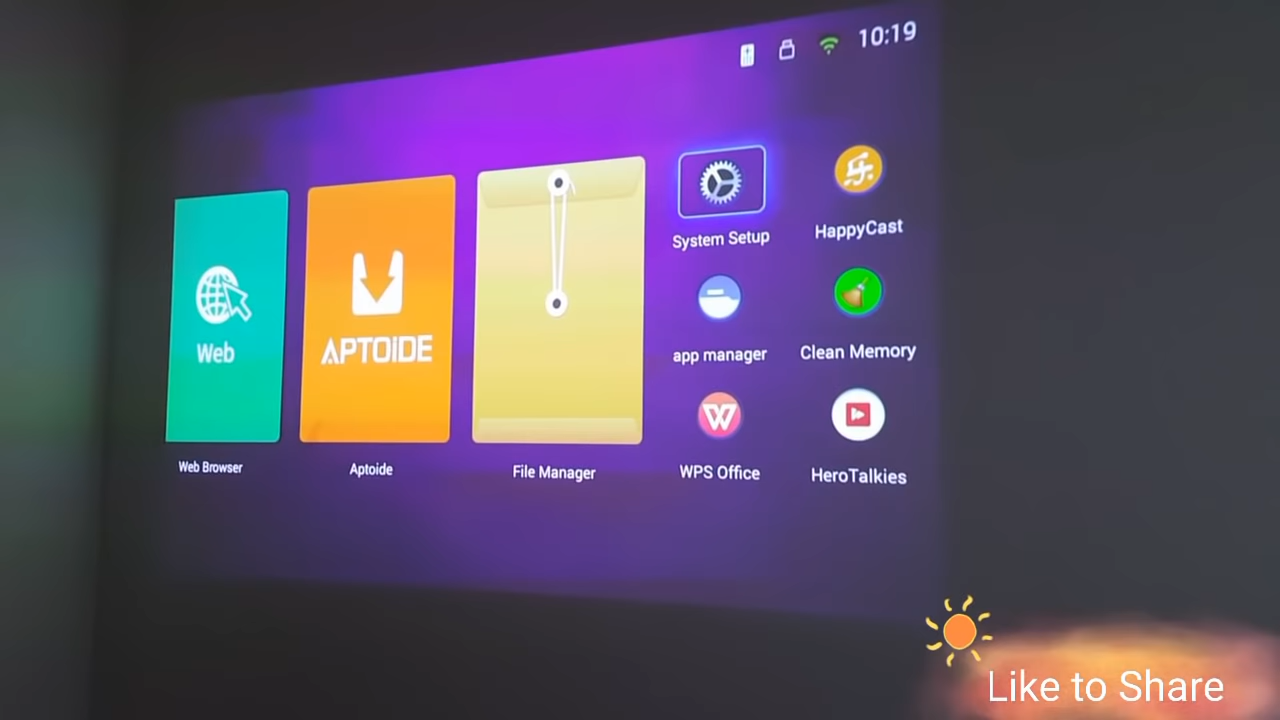 10:19
Web
APTOIDE
System Setup
HappyCast
app manager
Clean Memory
WPS Office
HeroTalkies
Web Browser
Aptoide
File Manager
Like to Share